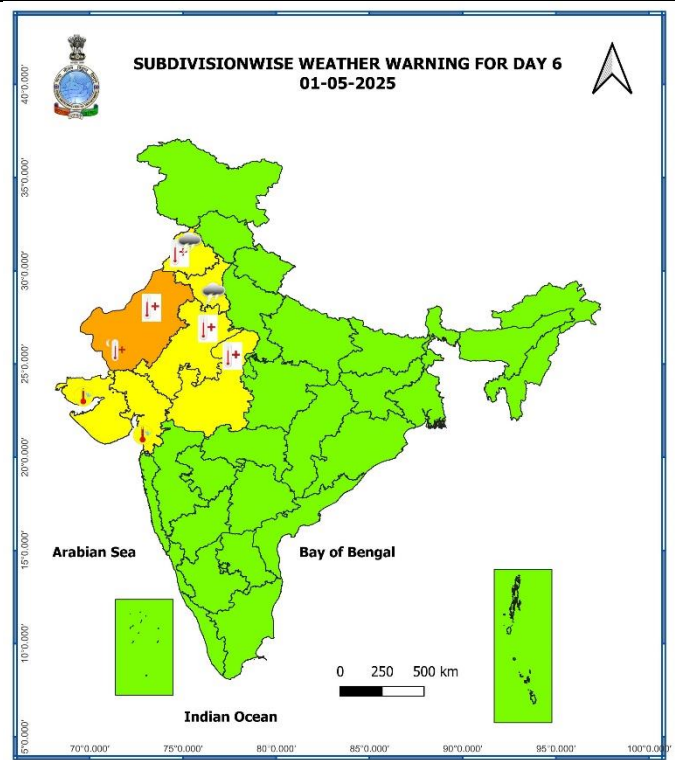 SUBDIVISIONWISE WEATHER WARNING FOR DAY 6
01-05-2025
40°0.000'
35°0.000'
30°0.000'
25°0.000'
20°0.000'
15°0.000'
10°0.000'
5°0.000'
Arabian Sea
Bay of Bengal
0 250 500 km
Indian Ocean
70°0.000' 75°0.000' 80°0.000' 85°0.000' 90°0.000' 95°0.000' 100°0.000'